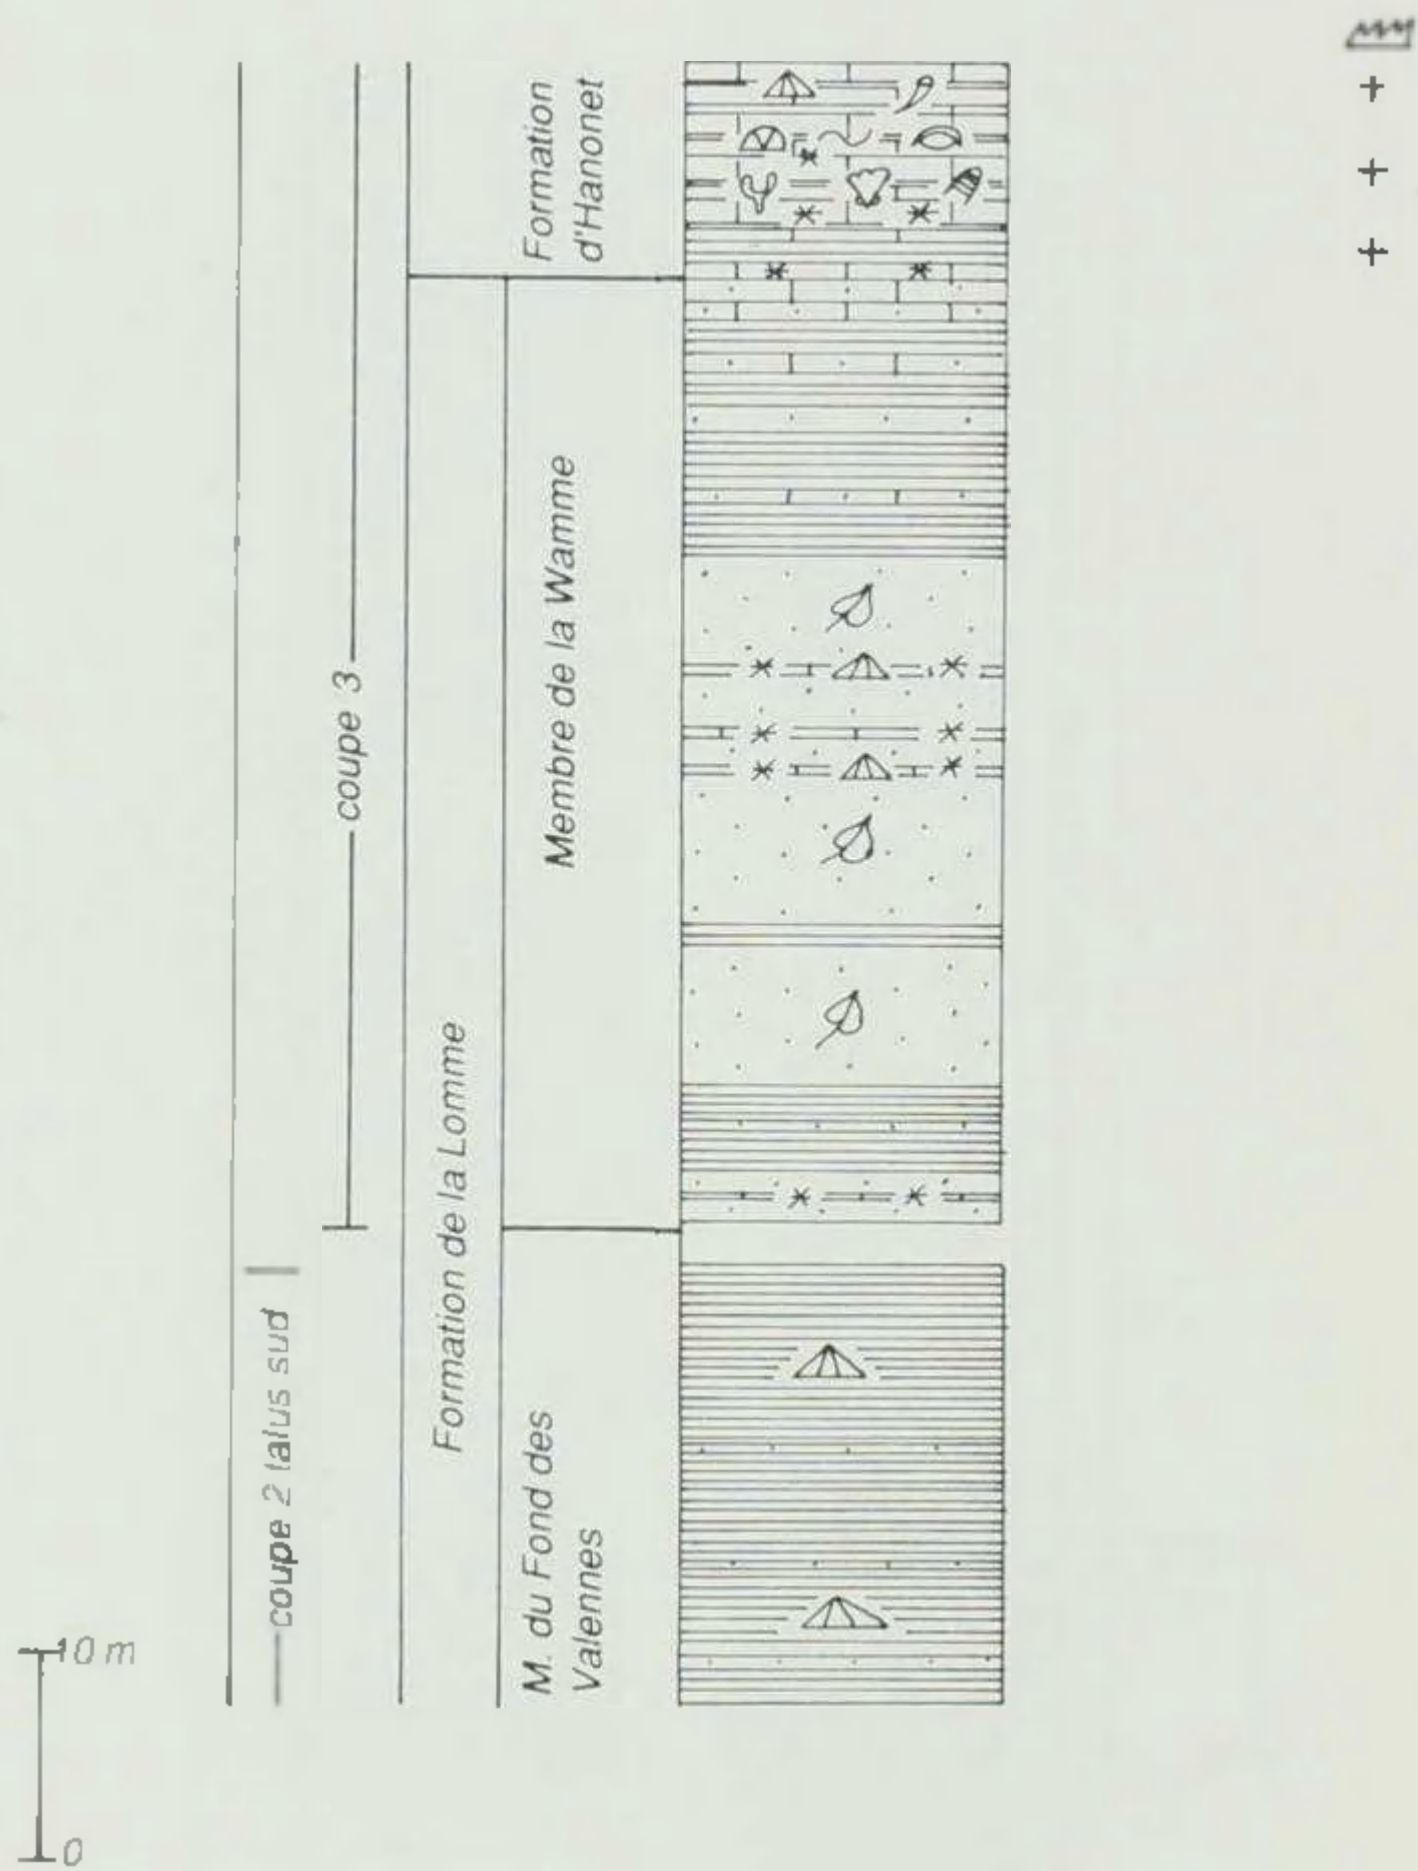 Formation
d'Hanonet
Membre de la Wamme
coupe 3
Formation de la Lomme
M. du Fond des
Valennes
coupe 2 talus sud
10 m
0